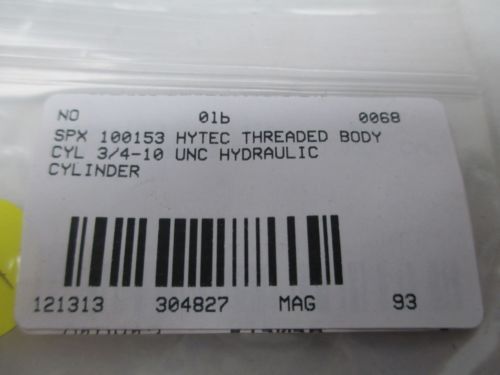 NO 01b 0068
SPX 100153 HYTEC THREADED BODY
CYL 3/4-10 UNC HYDRAULIC
CYLINDER
121313 304827 MAG 93